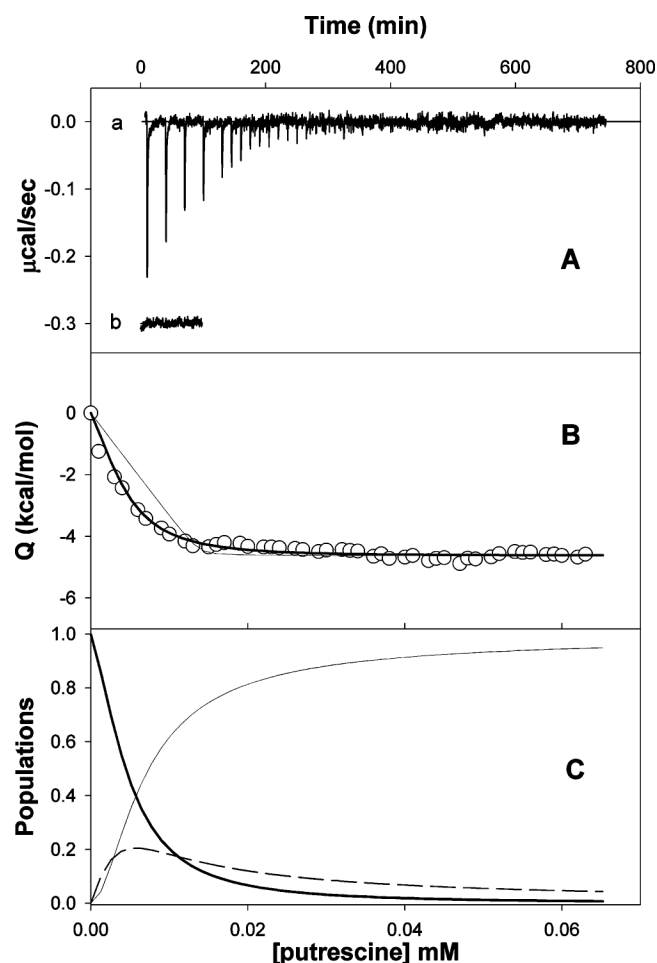 Time (min)
0 200 400 600 800
a
0.0
-0.1
-0.2
-0.3
b
μcal/sec
A
0
-2
-4
-6
Q (kcal/mol)
B
1.0
0.8
0.6
0.4
0.2
0.0
Populations
C
0.00 0.02 0.04 0.06
[putrescine] mM